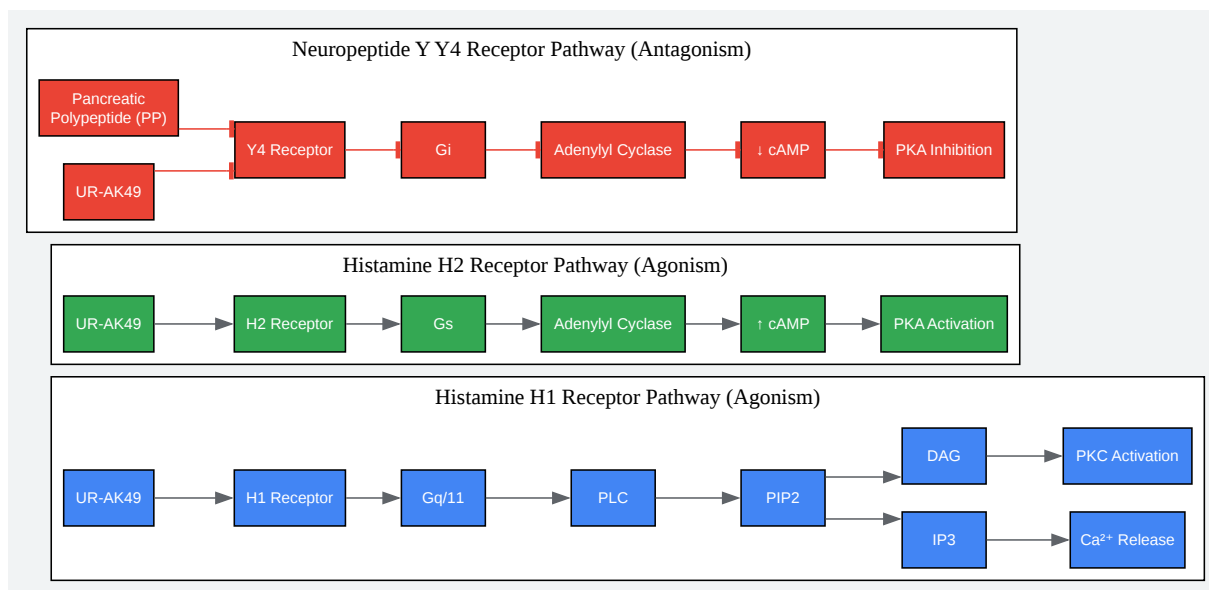 Neuropeptide Y Y4 Receptor Pathway (Antagonism)
Pancreatic
Polypeptide (PP)
UR-AK49
Y4 Receptor
Gi
Adenylyl Cyclase
↓ cAMP
PKA Inhibition
Histamine H2 Receptor Pathway (Agonism)
UR-AK49
H2 Receptor
Gs
Adenylyl Cyclase
↑ cAMP
PKA Activation
Histamine H1 Receptor Pathway (Agonism)
UR-AK49
H1 Receptor
Gq/11
PLC
PIP2
DAG
PKC Activation
IP3
Ca²⁺ Release